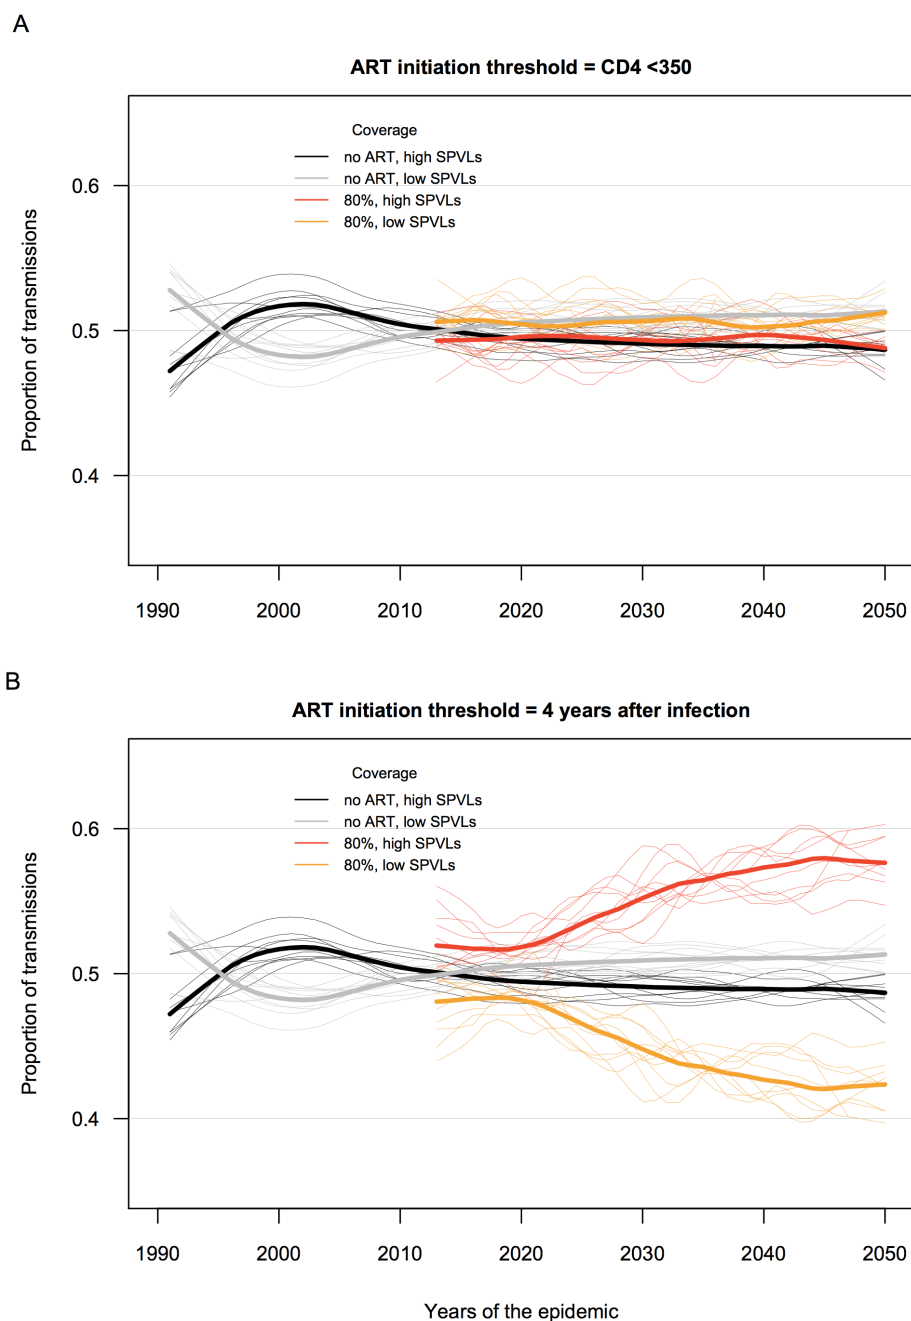 A
ART initiation threshold = CD4 <350
Coverage
no ART, high SPVLs
no ART, low SPVLs
80%, high SPVLs
80%, low SPVLs
Proportion of transmissions
0.6
0.5
0.4
1990 2000 2010 2020 2030 2040 2050
B
ART initiation threshold = 4 years after infection
Coverage
no ART, high SPVLs
no ART, low SPVLs
80%, high SPVLs
80%, low SPVLs
Proportion of transmissions
0.6
0.5
0.4
1990 2000 2010 2020 2030 2040 2050
Years of the epidemic